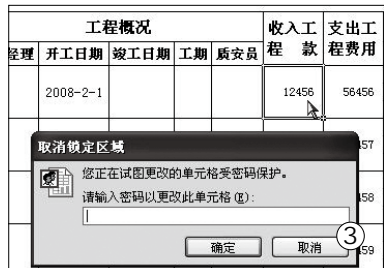 工程概况 收入工程款 支出工程费用
经理 开工日期 竣工日期 工期 质安员
2008-2-1 12456 56456
取消锁定区域
57
您正在试图更改的单元格受密码保护。
请输入密码以更改此单元格(E):
58
确定 取消 ③
59